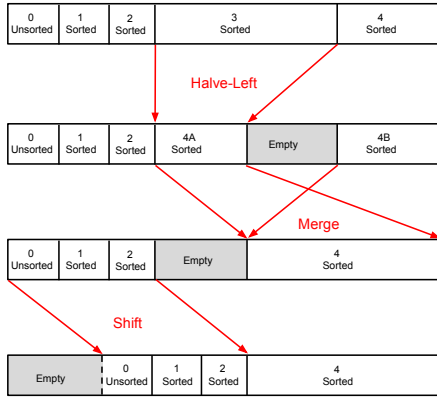 0 1 2 3 4
Unsorted Sorted Sorted Sorted Sorted
Halve-Left
0 1 2 4A Empty 4B
Unsorted Sorted Sorted Sorted Sorted
Merge
0 1 2 Empty 4
Unsorted Sorted Sorted Sorted
Shift
Empty 0 1 2 4
Unsorted Sorted Sorted Sorted